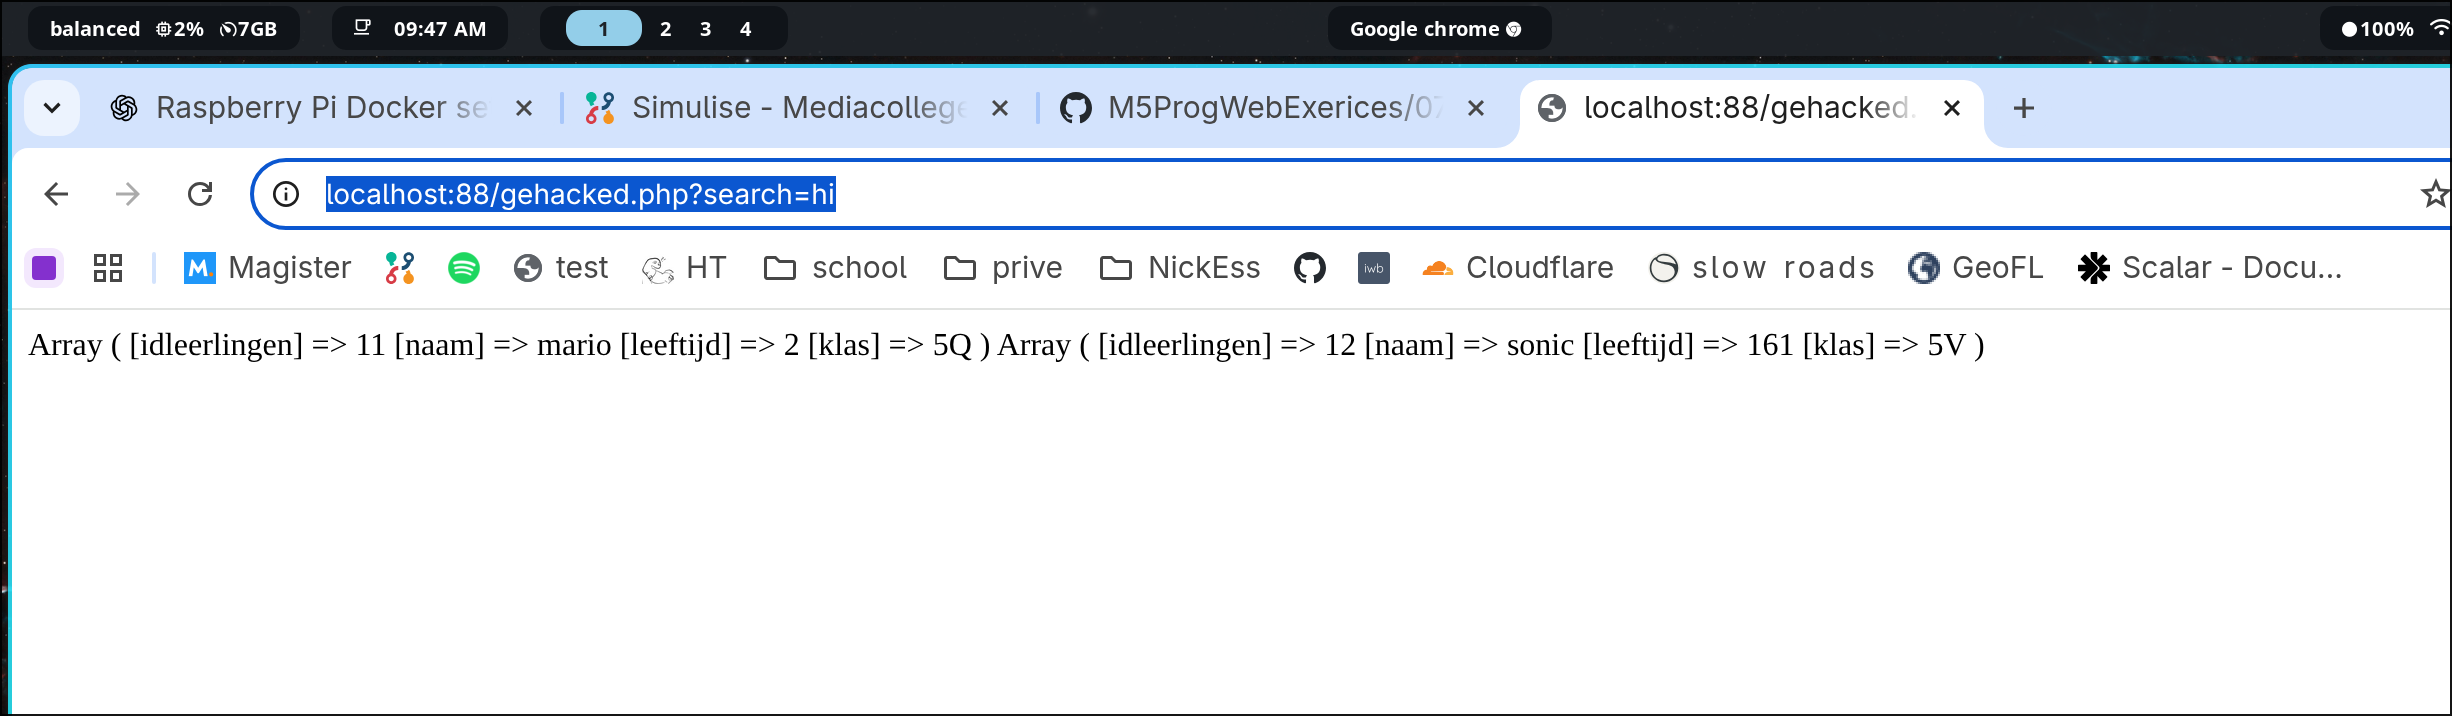 balanced 2% 7GB 09:47 AM 1 2 3 4 Google chrome 100%
Raspberry Pi Docker se Simulise - Mediacollege M5ProgWebExerices/07 localhost:88/gehacked.
localhost:88/gehacked.php?search=hi
M. Magister test HT school prive NickEss iwb Cloudflare slow roads GeoFL Scalar - Docu...
Array ( [idleerlingen] => 11 [naam] => mario [leeftijd] => 2 [klas] => 5Q ) Array ( [idleerlingen] => 12 [naam] => sonic [leeftijd] => 161 [klas] => 5V )